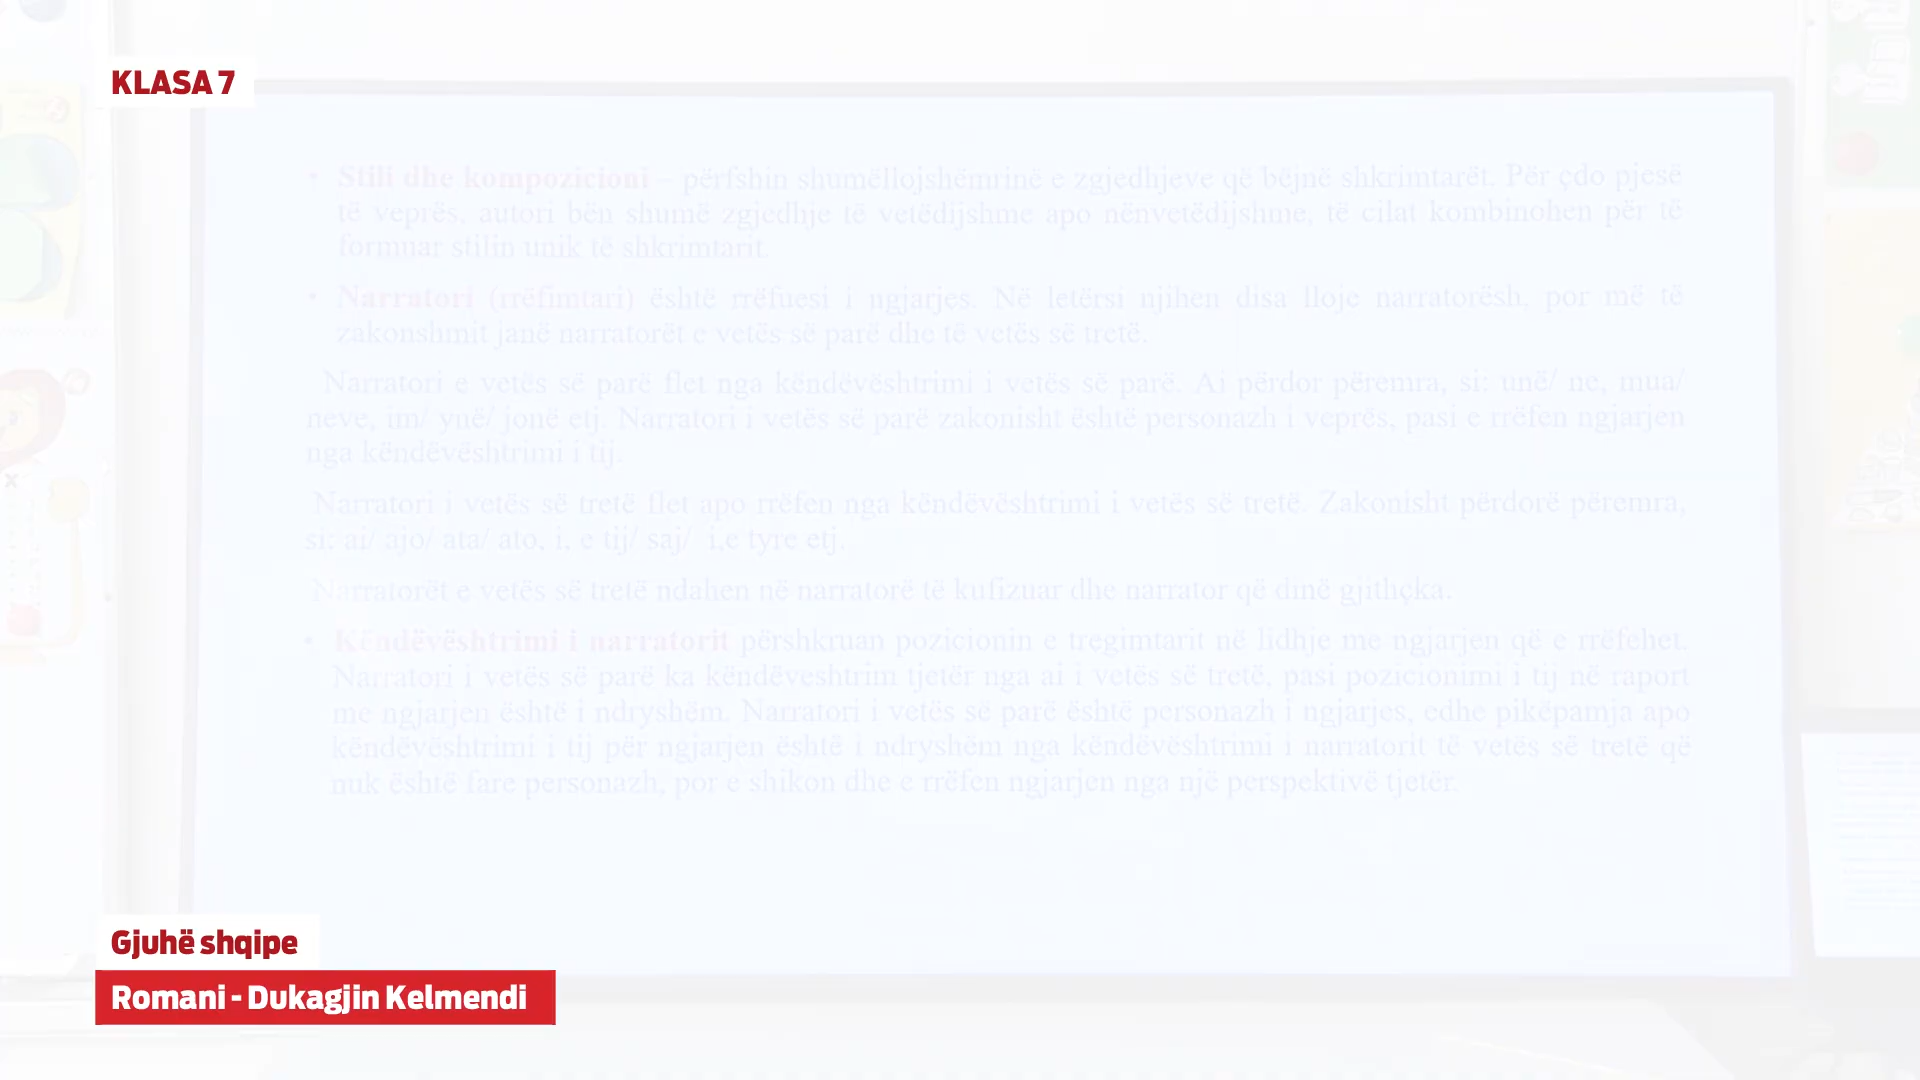 KLASA 7
• Stili dhe kompozicioni – përfshin shumëllojshëmrinë e zgjedhjeve që bëjnë shkrimtarët. Për çdo pjesë
të veprës, autori bën shumë zgjedhje të vetëdijshme apo nënvetëdijshme, të cilat kombinohen për të
formuar stilin unik të shkrimtarit.
• Narratori (rrëfimtari) është rrëfuesi i ngjarjes. Në letërsi njihen disa lloje narratorësh, por më të
zakonshmit janë narratorët e vetës së parë dhe të vetës së tretë.
Narratori e vetës së parë flet nga këndëvështrimi i vetës së parë. Ai përdor përemra, si: unë/ ne, mua/
neve, im/ ynë/ jonë etj. Narratori i vetës së parë zakonisht është personazh i veprës, pasi e rrëfen ngjarjen
nga këndëvështrimi i tij.
Narratori i vetës së tretë flet apo rrëfen nga këndëvështrimi i vetës së tretë. Zakonisht përdorë përemra,
si: ai/ ajo/ ata/ ato, i, e tij/ saj/ i,e tyre etj.
Narratorët e vetës së tretë ndahen në narratorë të kufizuar dhe narrator që dinë gjithçka.
• Këndëvështrimi i narratorit përshkruan pozicionin e tregimtarit në lidhje me ngjarjen që e rrëfehet.
Narratori i vetës së parë ka këndëveshtrim tjetër nga ai i vetës së tretë, pasi pozicionimi i tij në raport
me ngjarjen është i ndryshëm. Narratori i vetës së parë është personazh i ngjarjes, edhe pikëpamja apo
këndëvështrimi i tij për ngjarjen është i ndryshëm nga këndëvështrimi i narratorit të vetës së tretë që
nuk është fare personazh, por e shikon dhe e rrëfen ngjarjen nga një perspektivë tjetër.
Gjuhë shqipe
Romani - Dukagjin Kelmendi